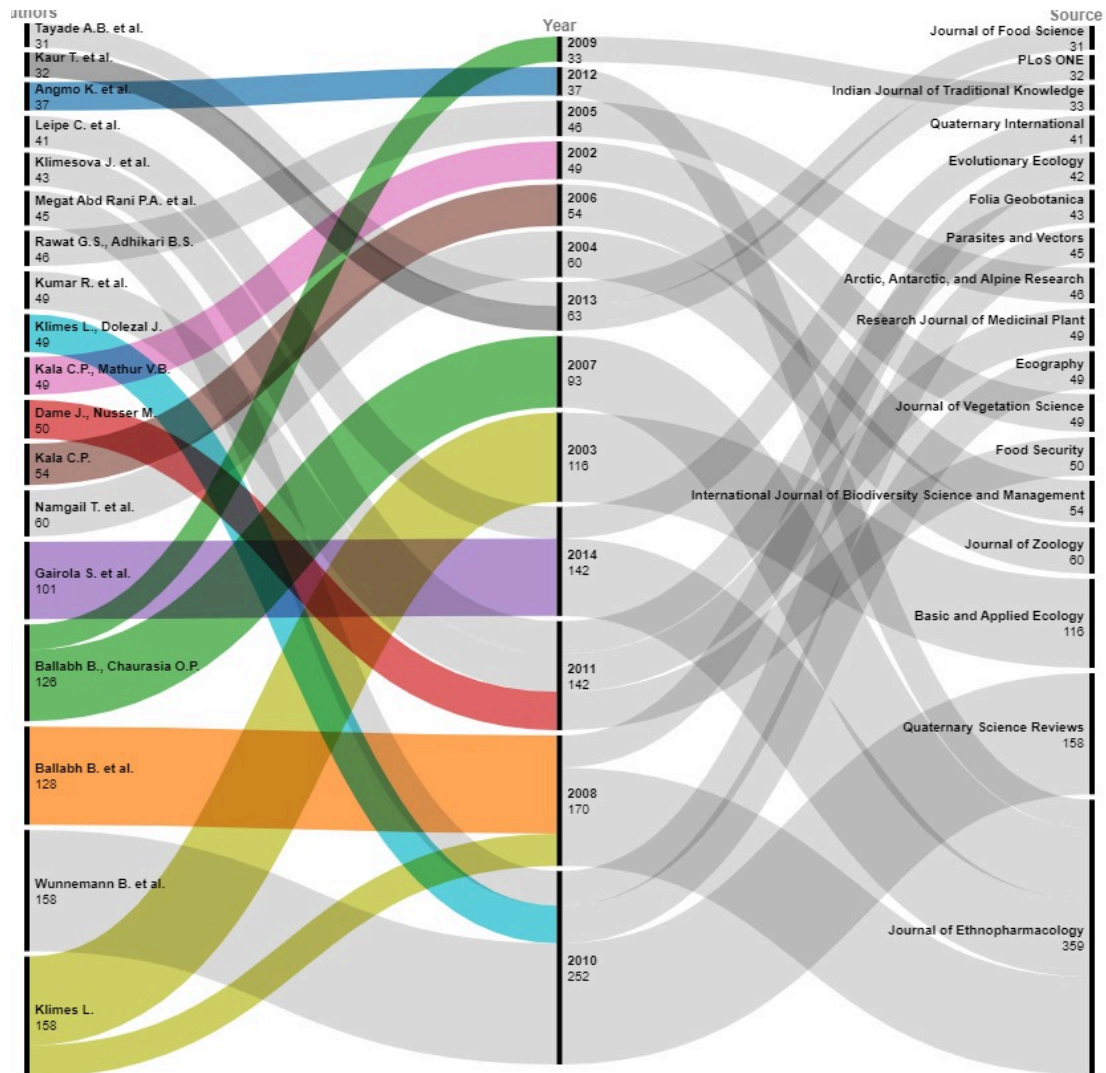 uthors
Tayade A.B. et al.
31
Kaur T. et al.
32
Angmo K. et al.
37
Leipe C. et al.
41
Klimesova J. et al.
43
Megat Abd Rani P.A. et al.
45
Rawat G.S., Adhikari B.S.
46
Kumar R. et al.
49
Klimes L., Dolezal J.
49
Kala C.P., Mathur V.B.
49
Dame J., Nusser M.
50
Kala C.P.
54
Namgail T. et al.
60
Gairola S. et al.
101
Ballabh B., Chaurasia O.P.
126
Ballabh B. et al.
128
Wunnemann B. et al.
158
Klimes L.
158
Year
2009
33
2012
37
2005
46
2002
49
2006
54
2004
60
2013
63
2007
93
2003
116
2014
142
2011
142
2008
170
2010
252
Source
Journal of Food Science
31
PLoS ONE
32
Indian Journal of Traditional Knowledge
33
Quaternary International
41
Evolutionary Ecology
42
Folia Geobotanica
43
Parasites and Vectors
45
Arctic, Antarctic, and Alpine Research
46
Research Journal of Medicinal Plant
49
Ecography
49
Journal of Vegetation Science
49
Food Security
50
International Journal of Biodiversity Science and Management
54
Journal of Zoology
60
Basic and Applied Ecology
116
Quaternary Science Reviews
158
Journal of Ethnopharmacology
359